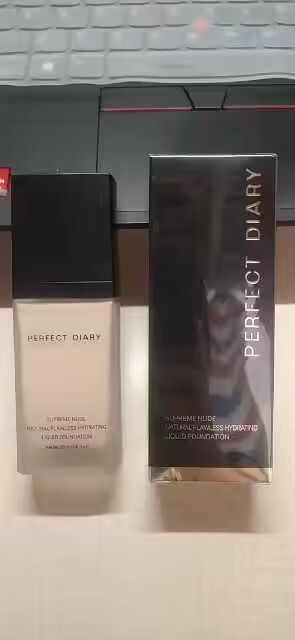 PERFECT DIARY
SUPREME NUDE
NATURAL FLAWLESS HYDRATING
LIQUID FOUNDATION
PERFECT DIARY
SUPREME NUDE
NATURAL FLAWLESS HYDRATING
LIQUID FOUNDATION